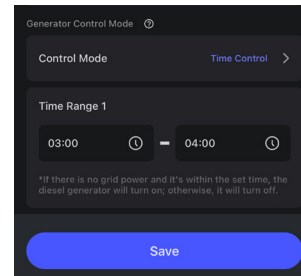 Generator Control Mode
Control Mode Time Control
Time Range 1
03:00 – 04:00
*If there is no grid power and it's within the set time, the
diesel generator will turn on; otherwise, it will turn off.
Save